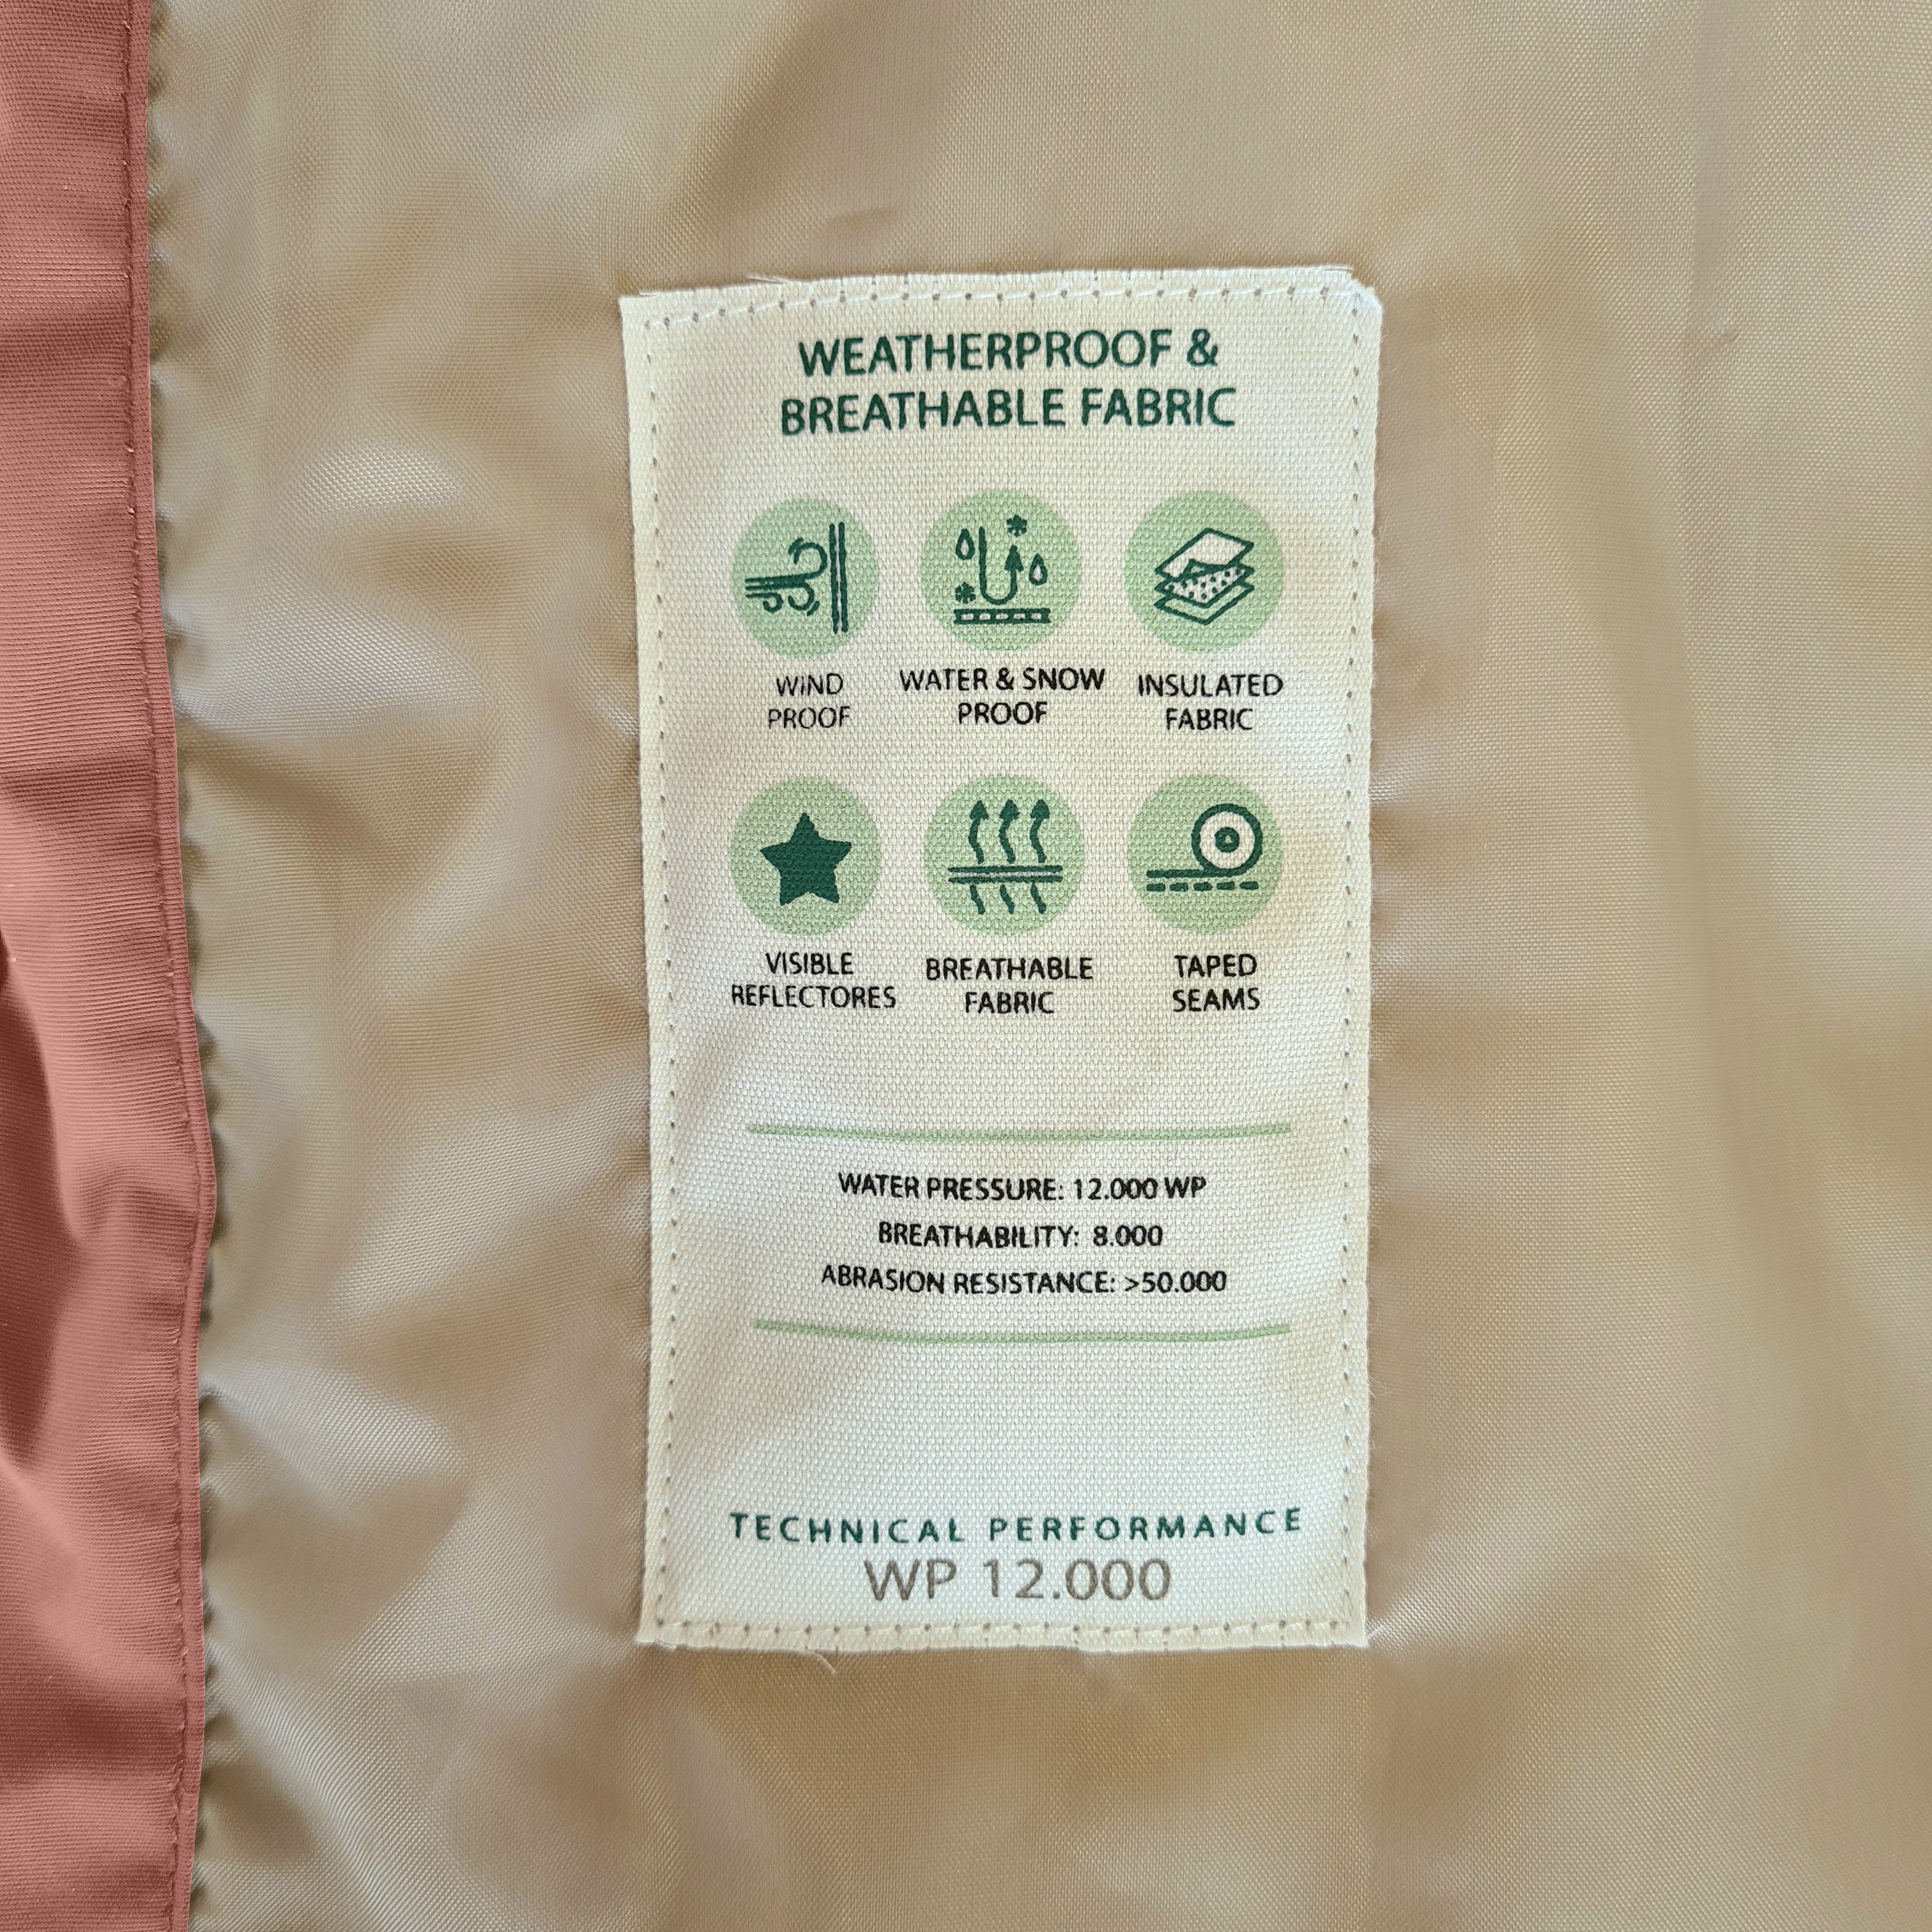 WEATHERPROOF &
BREATHABLE FABRIC
WIND
PROOF
WATER & SNOW
PROOF
INSULATED
FABRIC
VISIBLE
REFLECTORES
BREATHABLE
FABRIC
TAPED
SEAMS
WATER PRESSURE: 12.000 WP
BREATHABILITY: 8.000
ABRASION RESISTANCE: >50.000
TECHNICAL PERFORMANCE
WP 12.000